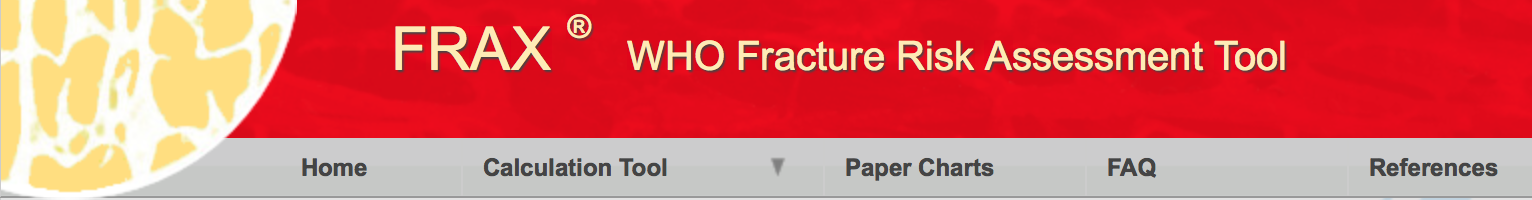 FRAX ® WHO Fracture Risk Assessment Tool
Home Calculation Tool ▼ Paper Charts FAQ References